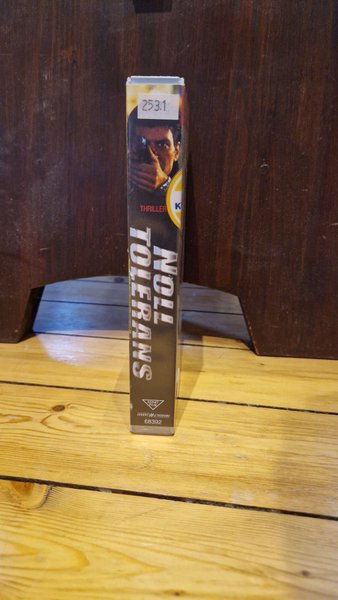 253.1
THRILLER
K
NOLL
TOLERANS
68392